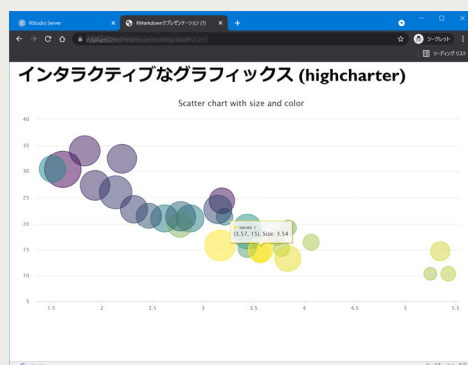 RStudio Server
RMarkdownでプレゼンテーション (7)
シークレット
リーディング リスト
インタラクティブなグラフィックス (highcharter)
Scatter chart with size and color
40
35
30
25
20
15
10
5
Series 1
(3.57, 15), Size: 3.54
1.5
2
2.5
3
3.5
4
4.5
5
5.5